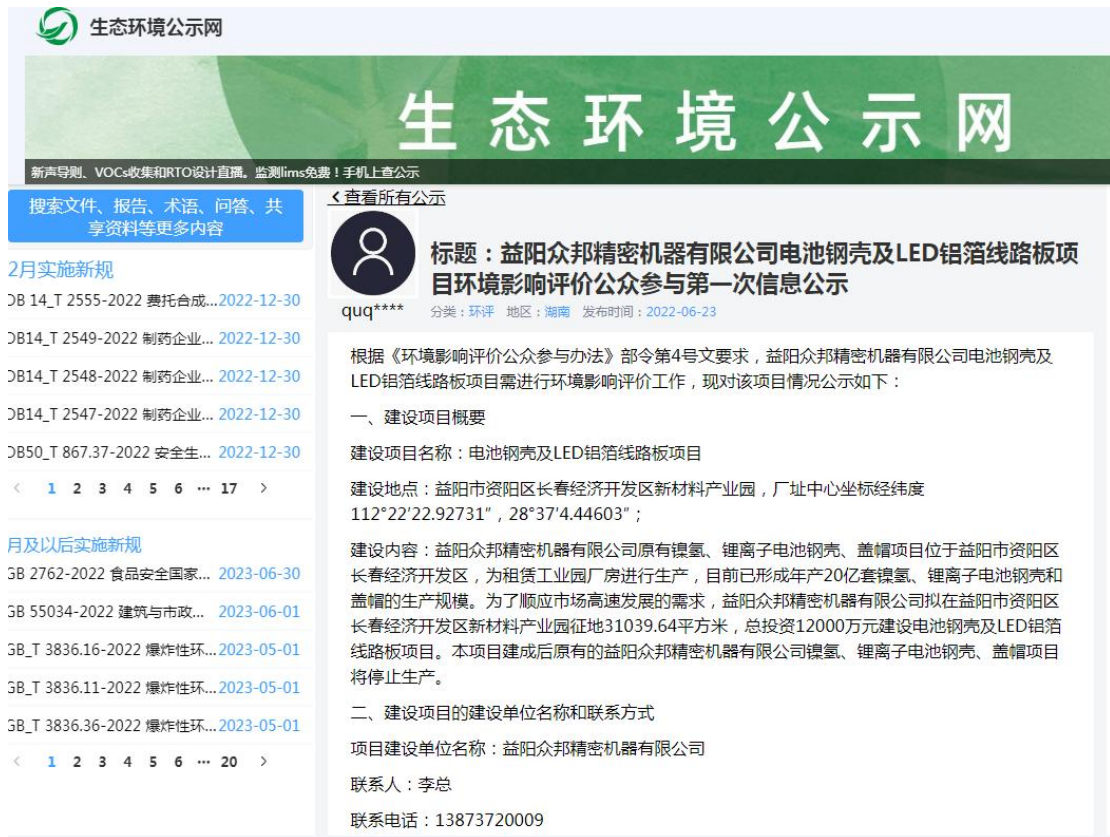 生态环境公示网
生态环境公示网
新声导则、VOCs收集和RTO设计直播。监测lims免费！手机上查公示
搜索文件、报告、术语、问答、共
享资料等更多内容
2月实施新规
DB 14_T 2555-2022 费托合成... 2022-12-30
DB14_T 2549-2022 制药企业... 2022-12-30
DB14_T 2548-2022 制药企业... 2022-12-30
DB14_T 2547-2022 制药企业... 2022-12-30
DB50_T 867.37-2022 安全生... 2022-12-30
< 1 2 3 4 5 6 ··· 17 >
月及以后实施新规
GB 2762-2022 食品安全国家... 2023-06-30
GB 55034-2022 建筑与市政... 2023-06-01
GB_T 3836.16-2022 爆炸性环... 2023-05-01
GB_T 3836.11-2022 爆炸性环... 2023-05-01
GB_T 3836.36-2022 爆炸性环... 2023-05-01
< 1 2 3 4 5 6 ··· 20 >
<查看所有公示
quq****
标题：益阳众邦精密机器有限公司电池钢壳及LED铝箔线路板项
目环境影响评价公众参与第一次信息公示
分类：环评 地区：湖南 发布时间：2022-06-23
根据《环境影响评价公众参与办法》部令第4号文要求，益阳众邦精密机器有限公司电池钢壳及
LED铝箔线路板项目需进行环境影响评价工作，现对该项目情况公示如下：
一、建设项目概要
建设项目名称：电池钢壳及LED铝箔线路板项目
建设地点：益阳市资阳区长春经济开发区新材料产业园，厂址中心坐标经纬度
112°22′22.92731″，28°37′4.44603″；
建设内容：益阳众邦精密机器有限公司原有镍氢、锂离子电池钢壳、盖帽项目位于益阳市资阳区
长春经济开发区，为租赁工业园厂房进行生产，目前已形成年产20亿套镍氢、锂离子电池钢壳和
盖帽的生产规模。为了顺应市场高速发展的需求，益阳众邦精密机器有限公司拟在益阳市资阳区
长春经济开发区新材料产业园征地31039.64平方米，总投资12000万元建设电池钢壳及LED铝箔
线路板项目。本项目建成后原有的益阳众邦精密机器有限公司镍氢、锂离子电池钢壳、盖帽项目
将停止生产。
二、建设项目的建设单位名称和联系方式
项目建设单位名称：益阳众邦精密机器有限公司
联系人：李总
联系电话：13873720009